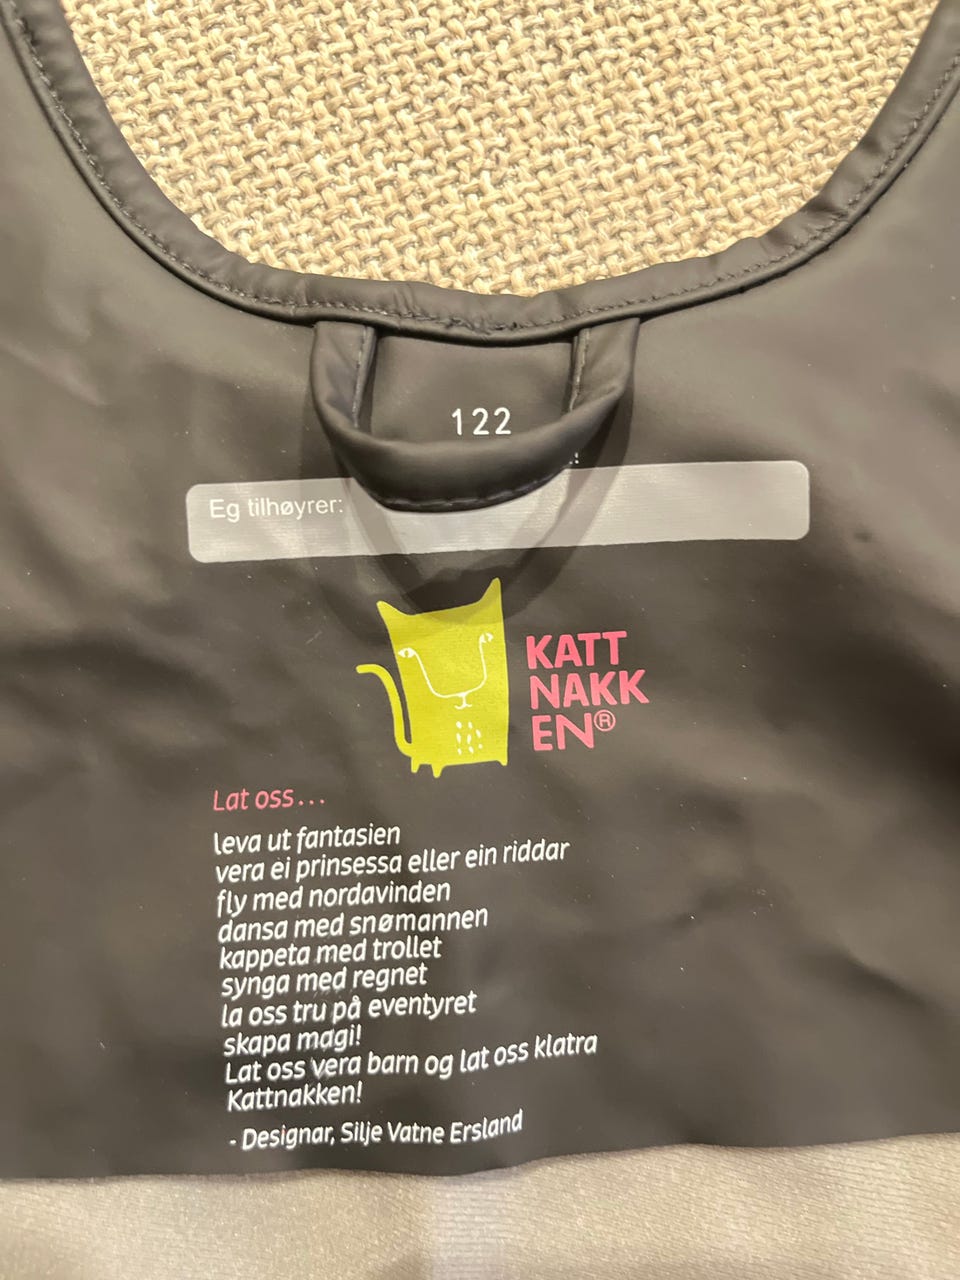 122
Eg tilhøyrer:
KATT
NAKK
EN®
Lat oss...
leva ut fantasien
vera ei prinsessa eller ein riddar
fly med nordavinden
dansa med snømannen
kappeta med trollet
synga med regnet
la oss tru på eventyret
skapa magi!
Lat oss vera barn og lat oss klatra
Kattnakken!
- Designar, Silje Vatne Ersland